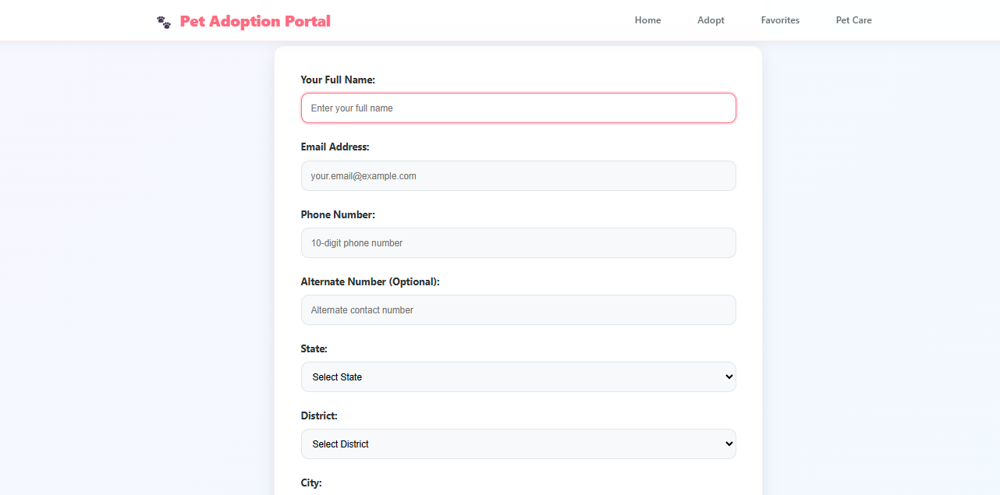 Pet Adoption Portal
Home Adopt Favorites Pet Care
Your Full Name:
Enter your full name
Email Address:
your.email@example.com
Phone Number:
10-digit phone number
Alternate Number (Optional):
Alternate contact number
State:
Select State
District:
Select District
City: